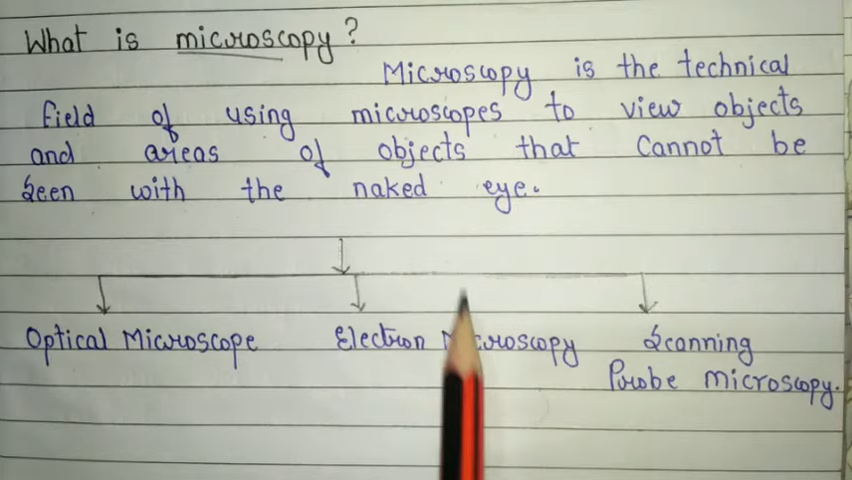 What is microscopy?
Microscopy is the technical
field of using microscopes to view objects
and areas of objects that cannot be
seen with the naked eye.
Optical Microscope Electron Microscopy Scanning
Probe microscopy.